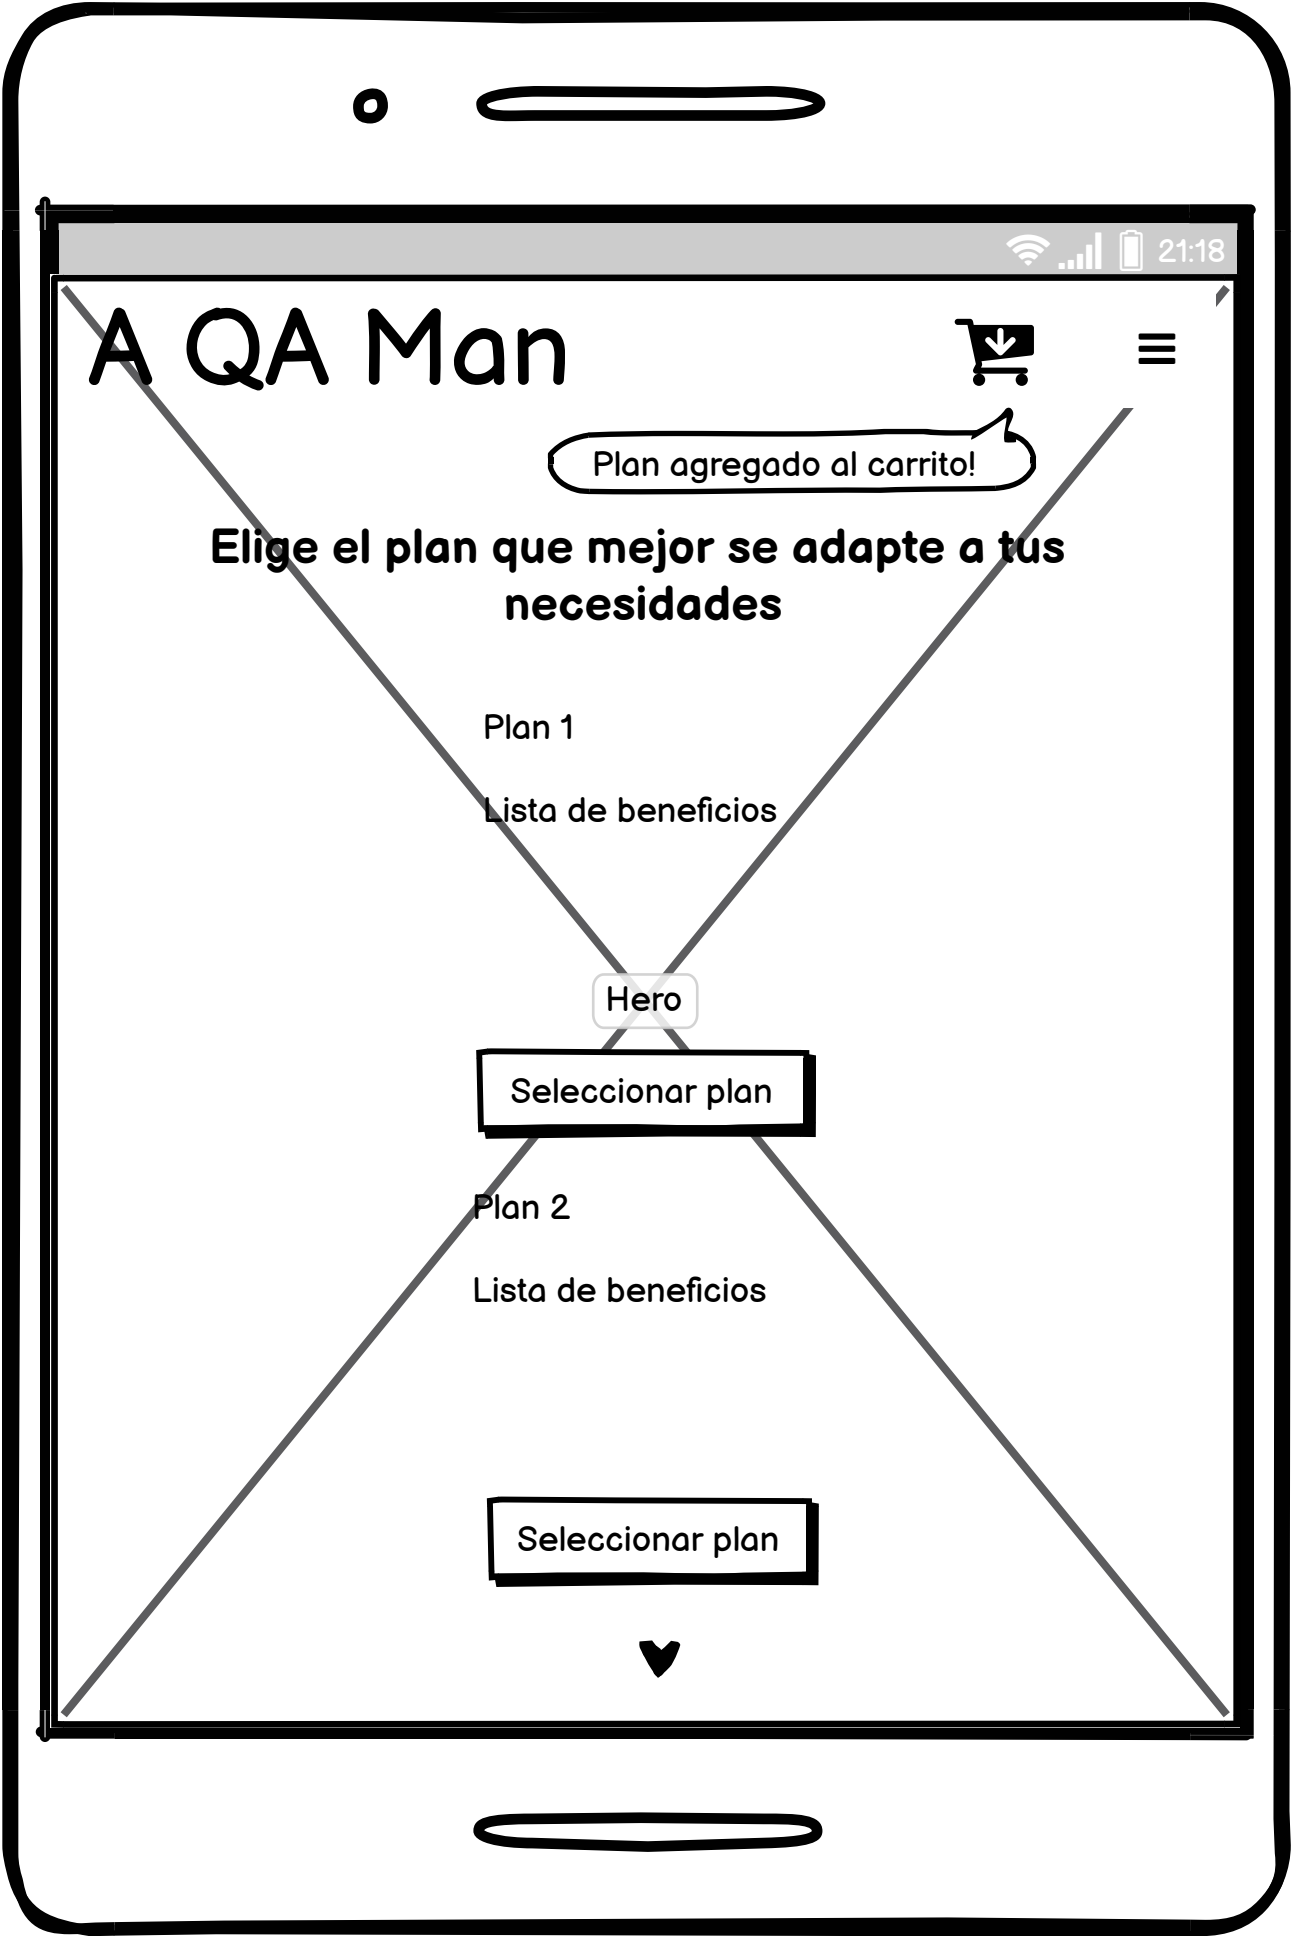 21:18
A QA Man
Plan agregado al carrito!
Elige el plan que mejor se adapte a tus
necesidades
Plan 1
Lista de beneficios
Hero
Seleccionar plan
Plan 2
Lista de beneficios
Seleccionar plan